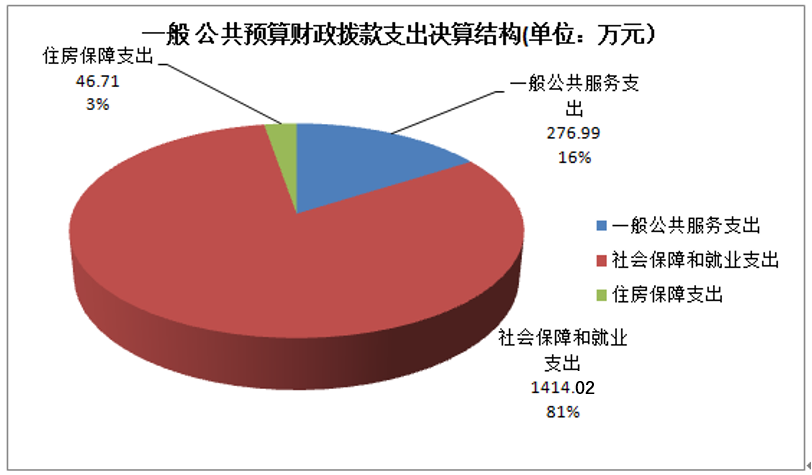 一般 公共预算财政拨款支出决算结构(单位：万元）
住房保障支出
46.71
3%
一般公共服务支
出
276.99
16%
一般公共服务支出
社会保障和就业支出
住房保障支出
社会保障和就业
支出
1414.02
81%